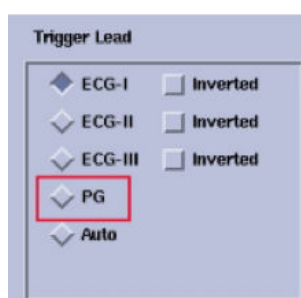 Trigger Lead
ECG-I Inverted
ECG-II Inverted
ECG-III Inverted
PG
Auto